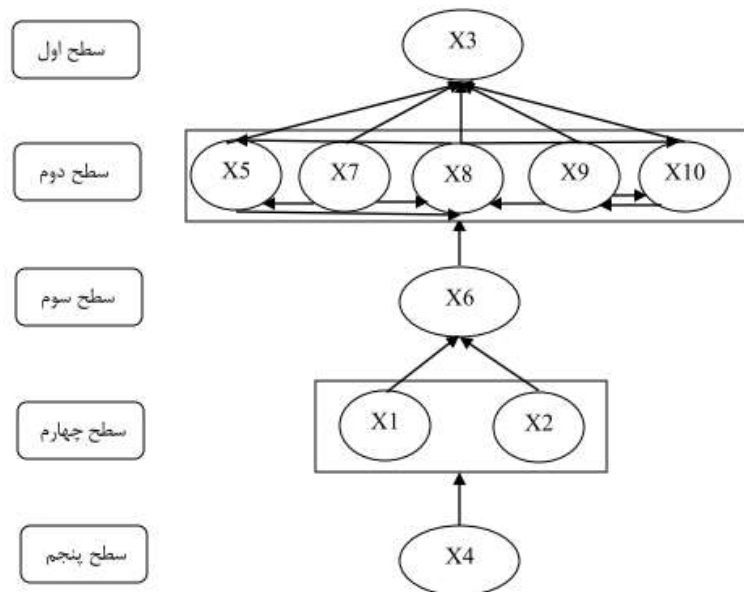 سطح اول
X3
سطح دوم
X5 X7 X8 X9 X10
سطح سوم
X6
سطح چهارم
X1 X2
سطح پنجم
X4